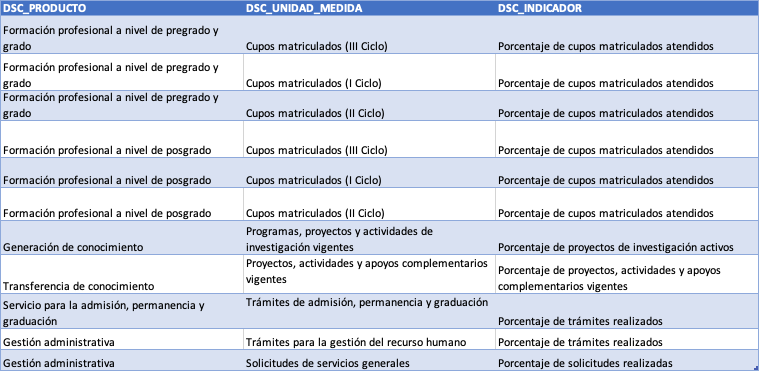 DSC_PRODUCTO DSC_UNIDAD_MEDIDA DSC_INDICADOR
Formación profesional a nivel de pregrado y
grado Cupos matriculados (III Ciclo) Porcentaje de cupos matriculados atendidos
Formación profesional a nivel de pregrado y
grado Cupos matriculados (I Ciclo) Porcentaje de cupos matriculados atendidos
Formación profesional a nivel de pregrado y
grado Cupos matriculados (II Ciclo) Porcentaje de cupos matriculados atendidos
Formación profesional a nivel de posgrado Cupos matriculados (III Ciclo) Porcentaje de cupos matriculados atendidos
Formación profesional a nivel de posgrado Cupos matriculados (I Ciclo) Porcentaje de cupos matriculados atendidos
Formación profesional a nivel de posgrado Cupos matriculados (II Ciclo) Porcentaje de cupos matriculados atendidos
Programas, proyectos y actividades de
Generación de conocimiento investigación vigentes Porcentaje de proyectos de investigación activos
Proyectos, actividades y apoyos complementarios Porcentaje de proyectos, actividades y apoyos
Transferencia de conocimiento vigentes complementarios vigentes
Servicio para la admisión, permanencia y Trámites de admisión, permanencia y graduación
graduación Porcentaje de trámites realizados
Gestión administrativa Trámites para la gestión del recurso humano Porcentaje de trámites realizados
Gestión administrativa Solicitudes de servicios generales Porcentaje de solicitudes realizadas